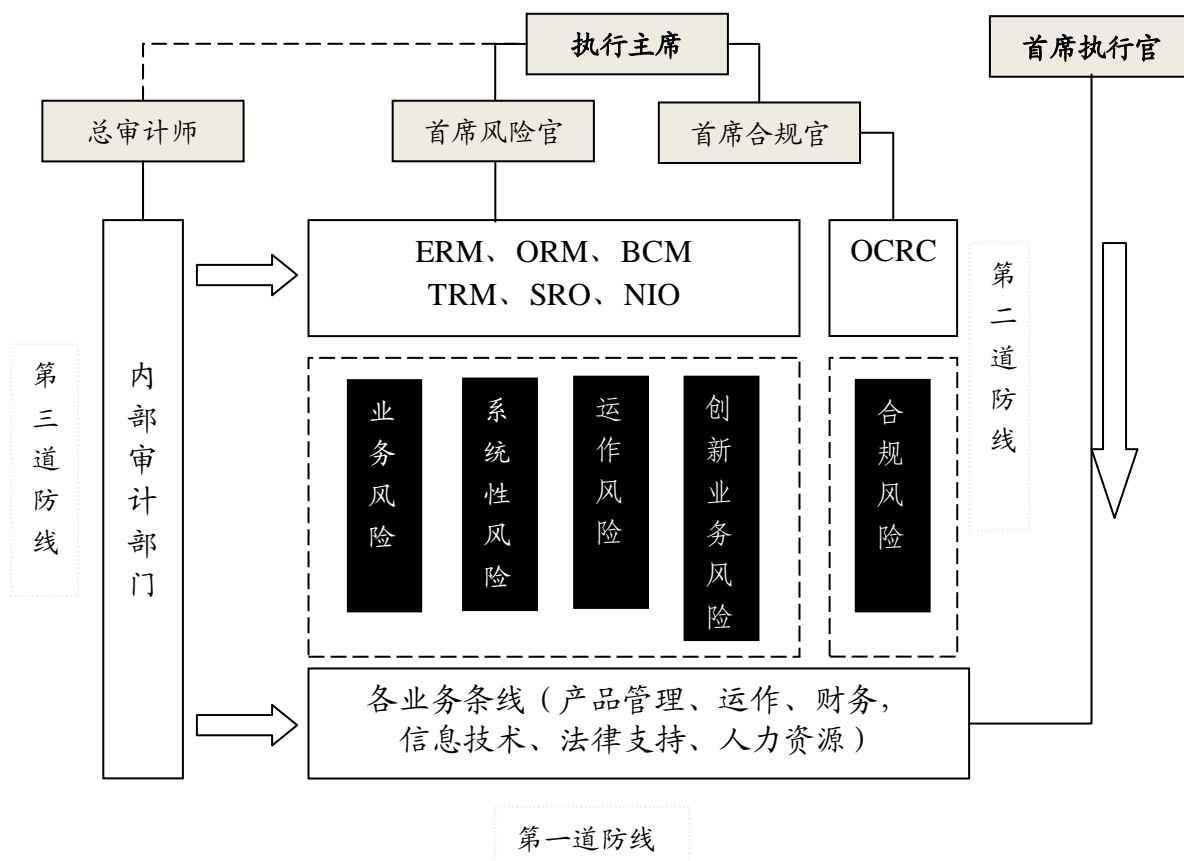 执行主席
首席执行官
总审计师
首席风险官
首席合规官
ERM、ORM、BCM
TRM、SRO、NIO
OCRC
第二道防线
第三道防线
内部审计部门
业务风险
系统性风险
运作风险
创新业务风险
合规风险
各业务条线（产品管理、运作、财务，
信息技术、法律支持、人力资源）
第一道防线